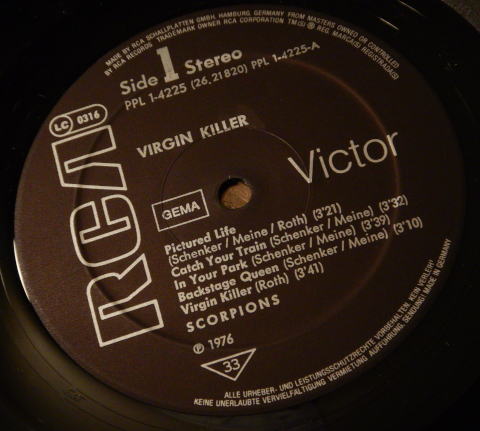 MADE BY RCA SCHALLPLATTEN GMBH, HAMBURG GERMANY FROM MASTERS OWNED OR CONTROLLED
BY RCA RECORDS TRADEMARK OWNER RCA CORPORATION TM(S) ® REG. MARCA(S) REGISTRADA(S)
Side 1 Stereo
PPL 1-4225 (26.21820) PPL 1-4225-A
LC 0316
VIRGIN KILLER
RCA
Victor
GEMA
Pictured Life
(Schenker/Meine/Roth) (3'21)
Catch Your Train (Schenker/Meine) (3'32)
In Your Park (Schenker/Meine) (3'39)
Backstage Queen (Schenker/Meine) (3'10)
Virgin Killer (Roth) (3'41)
SCORPIONS
℗ 1976
33
ALLE URHEBER- UND LEISTUNGSSCHUTZRECHTE VORBEHALTEN. KEIN VERLEIH!
KEINE UNERLAUBTE VERVIELFÄLTIGUNG, VERMIETUNG, AUFFÜHRUNG, SENDUNG! MADE IN GERMANY